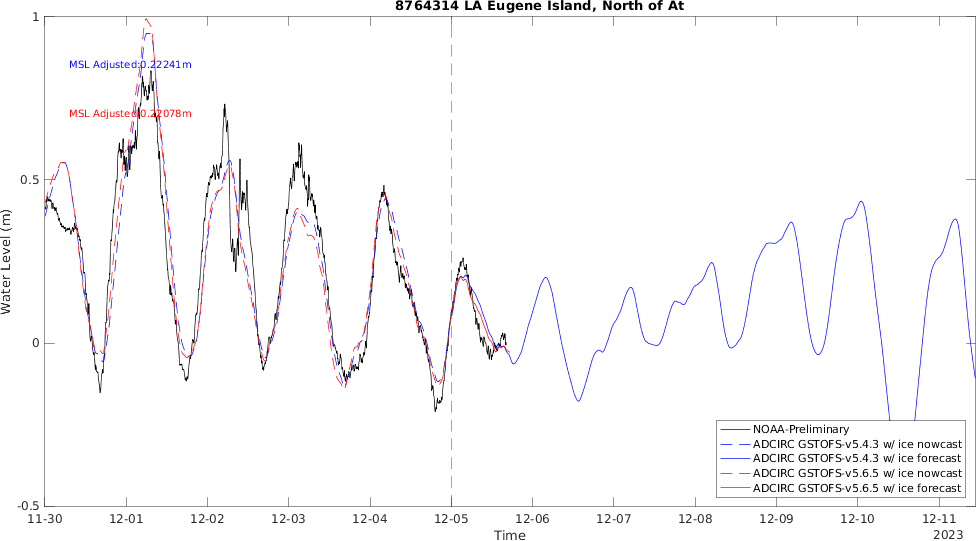 8764314 LA Eugene Island, North of At
1
MSL Adjusted:0.22241m
MSL Adjusted:0.22078m
0.5
Water Level (m)
0
NOAA-Preliminary
ADCIRC GSTOFS-v5.4.3 w/ ice nowcast
ADCIRC GSTOFS-v5.4.3 w/ ice forecast
ADCIRC GSTOFS-v5.6.5 w/ ice nowcast
ADCIRC GSTOFS-v5.6.5 w/ ice forecast
-0.5
11-30 12-01 12-02 12-03 12-04 12-05 12-06 12-07 12-08 12-09 12-10 12-11
Time
2023